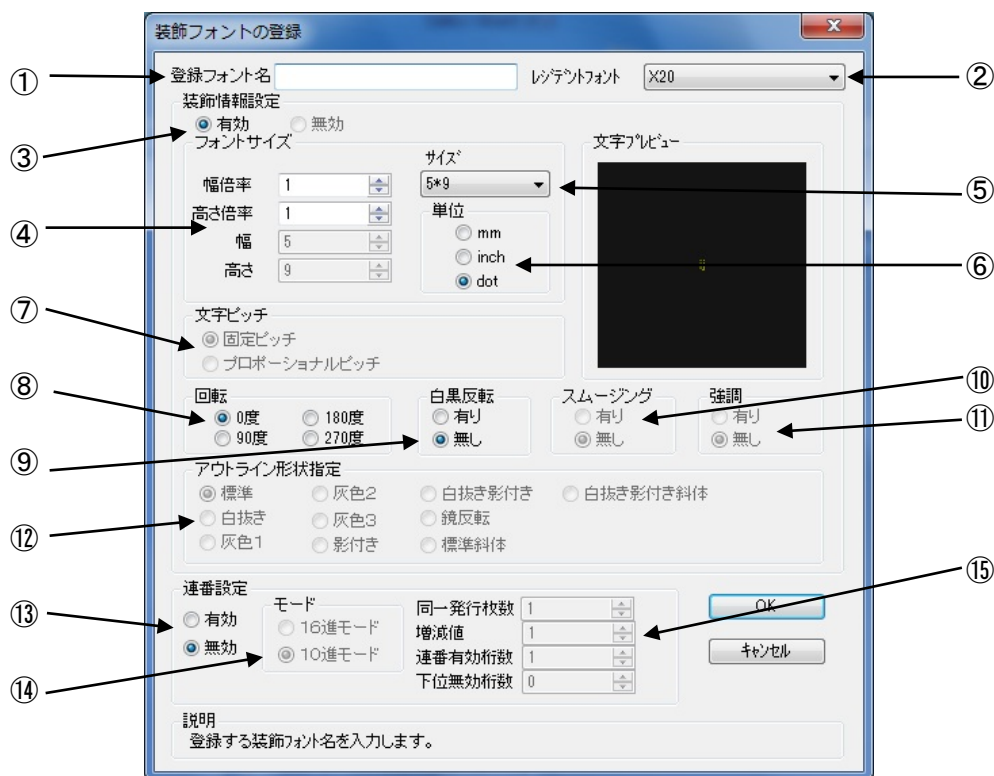 装飾フォントの登録
①
登録フォント名
レジデントフォント
X20
②
装飾情報設定
有効
無効
③
フォントサイズ
文字プレビュー
サイズ
幅倍率
1
5*9
⑤
高さ倍率
1
単位
④
幅
5
mm
高さ
9
inch
⑥
dot
⑦
文字ピッチ
固定ピッチ
プロポーショナルピッチ
⑧
回転
白黒反転
スムージング
⑩
強調
0度
180度
有り
有り
有り
⑪
90度
270度
無し
無し
無し
⑨
アウトライン形状指定
標準
灰色2
白抜き影付き
白抜き影付き斜体
⑫
白抜き
灰色3
鏡反転
灰色1
影付き
標準斜体
⑮
連番設定
⑬
有効
モード
同一発行枚数
1
OK
16進モード
増減値
1
無効
10進モード
連番有効桁数
1
キャンセル
⑭
下位無効桁数
0
説明
登録する装飾フォント名を入力します。